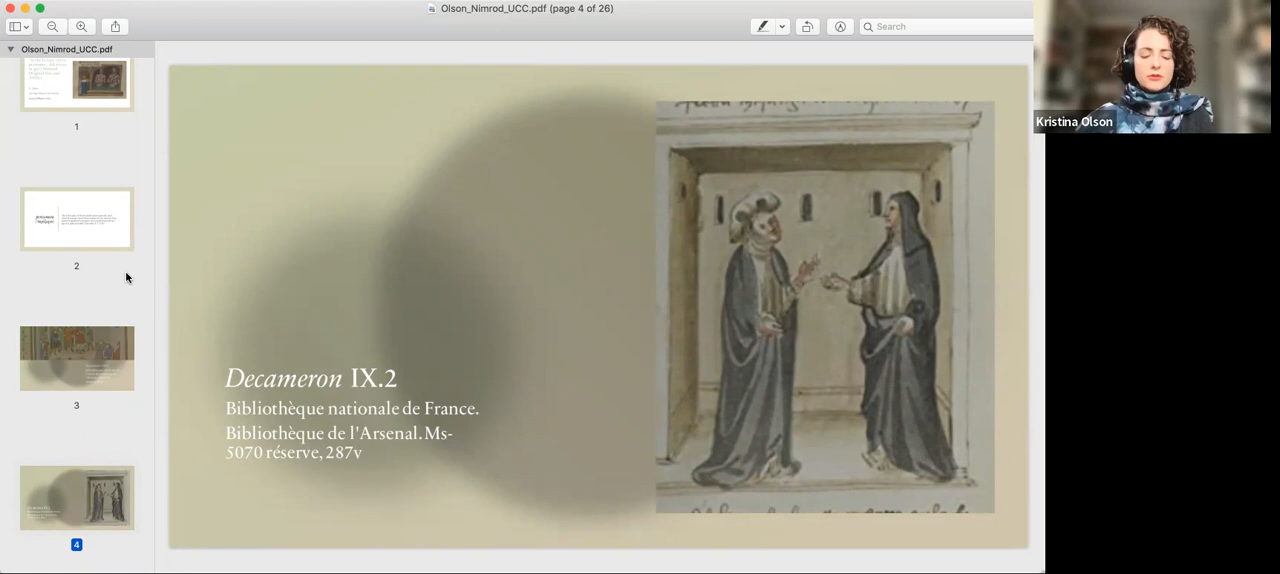 Olson_Nimrod_UCC.pdf (page 4 of 26)
Search
Olson_Nimrod_UCC.pdf
1
2
3
4
Decameron IX.2
Bibliothèque nationale de France.
Bibliothèque de l'Arsenal. Ms-
5070 réserve, 287v
Kristina Olson